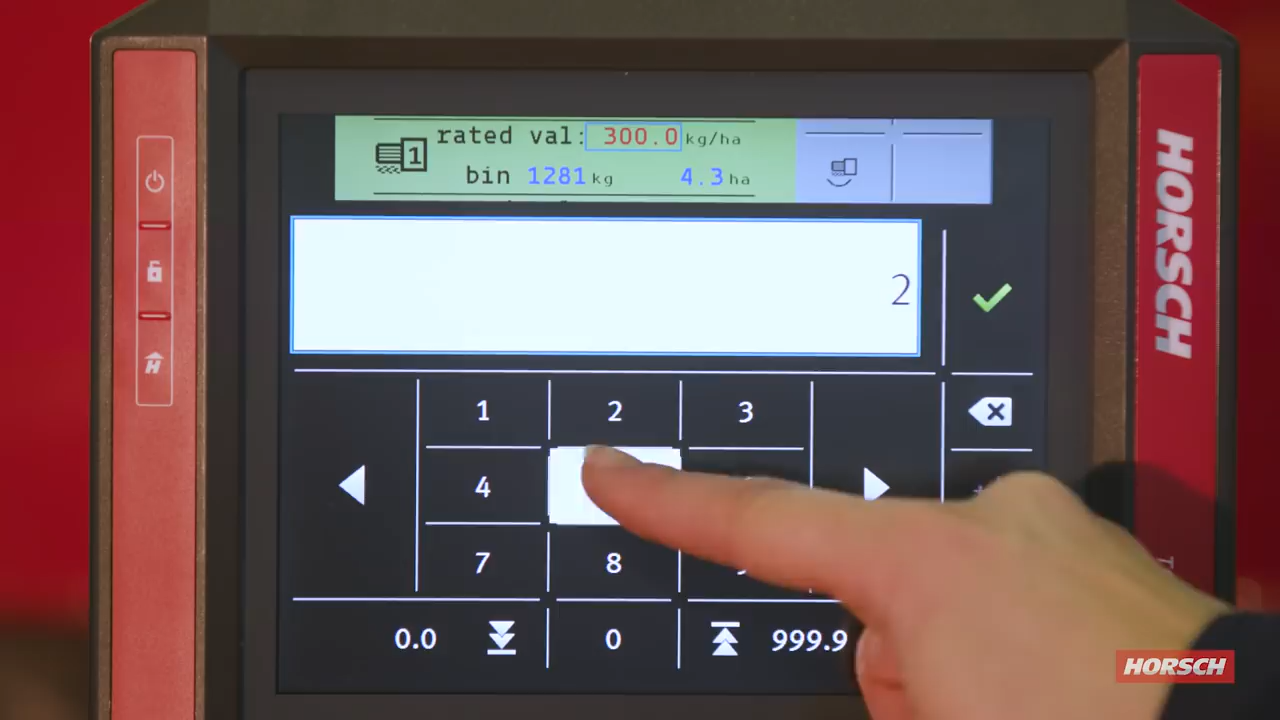 rated val: 300.0 kg/ha
1
bin 1281 kg 4.3 ha
HORSCH
2
1 2 3
4
7 8
0.0 0 999.9
HORSCH